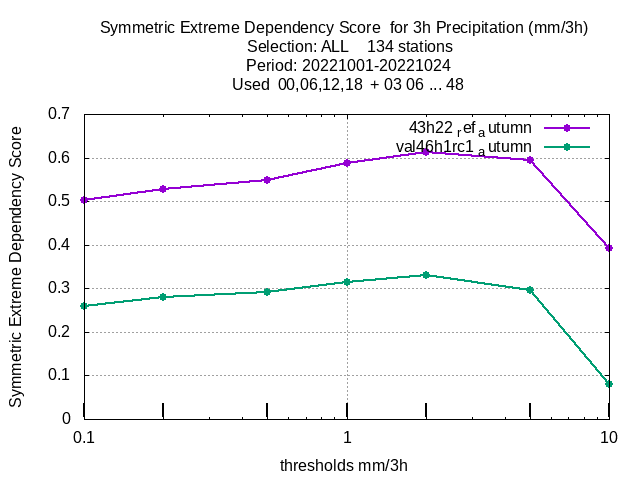 Symmetric Extreme Dependency Score for 3h Precipitation (mm/3h)
Selection: ALL 134 stations
Period: 20221001-20221024
Used 00,06,12,18 + 03 06 ... 48
Symmetric Extreme Dependency Score
0.7
0.6
0.5
0.4
0.3
0.2
0.1
0
43h22 ref a utumn
val46h1rc1 a utumn
0.1
1
10
thresholds mm/3h